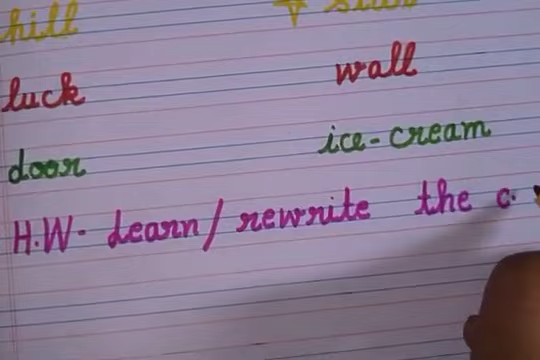 hill
luck wall
door ice-cream
H.W. Learn/rewrite the c.